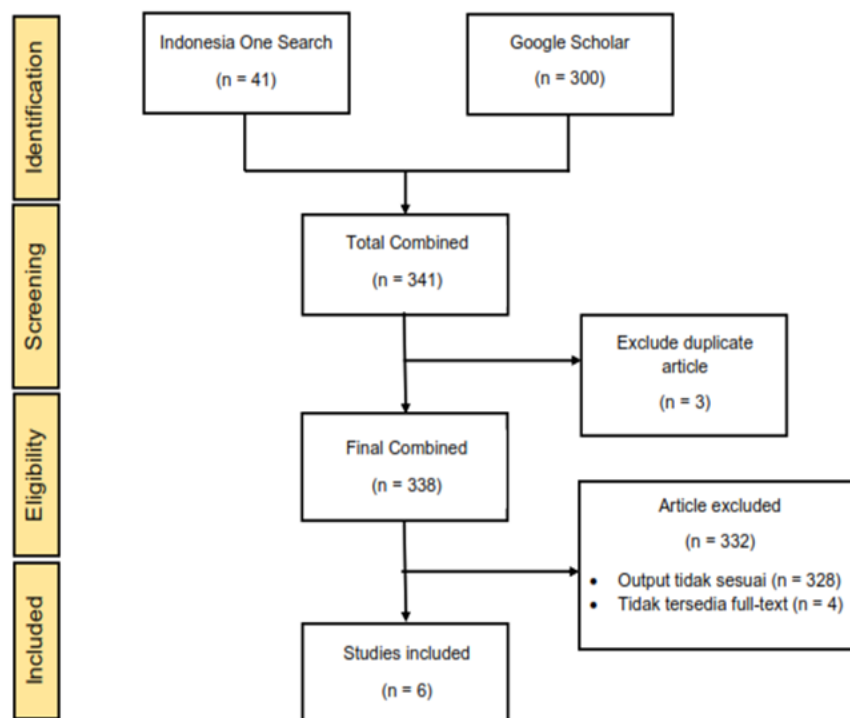 Identification
Indonesia One Search
(n = 41)
Google Scholar
(n = 300)
Screening
Total Combined
(n = 341)
Exclude duplicate
article
(n = 3)
Eligibility
Final Combined
(n = 338)
Article excluded
(n = 332)
• Output tidak sesuai (n = 328)
• Tidak tersedia full-text (n = 4)
Included
Studies included
(n = 6)